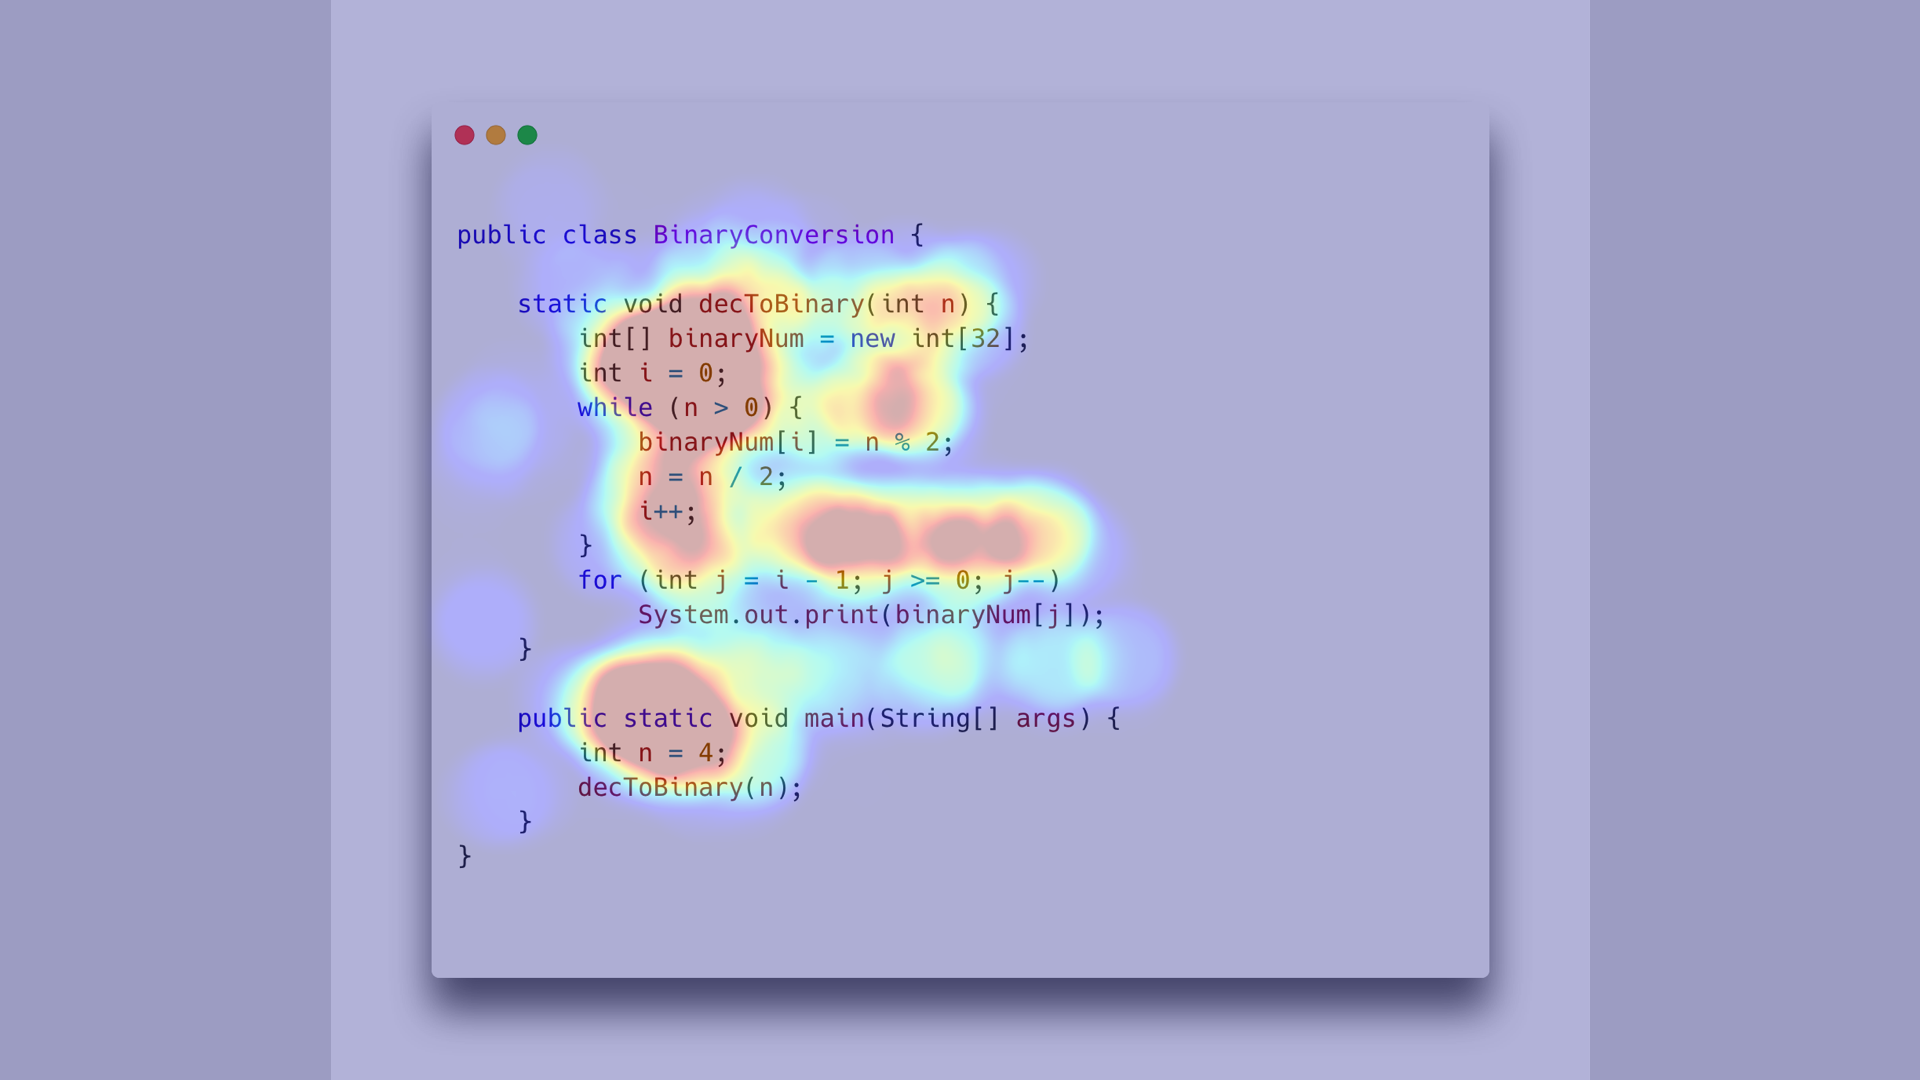 public class BinaryConversion {
static void decToBinary(int n) {
int[] binaryNum = new int[32];
int i = 0;
while (n > 0) {
binaryNum[i] = n % 2;
n = n / 2;
i++;
}
for (int j = i - 1; j >= 0; j--)
System.out.print(binaryNum[j]);
}
public static void main(String[] args) {
int n = 4;
decToBinary(n);
}
}